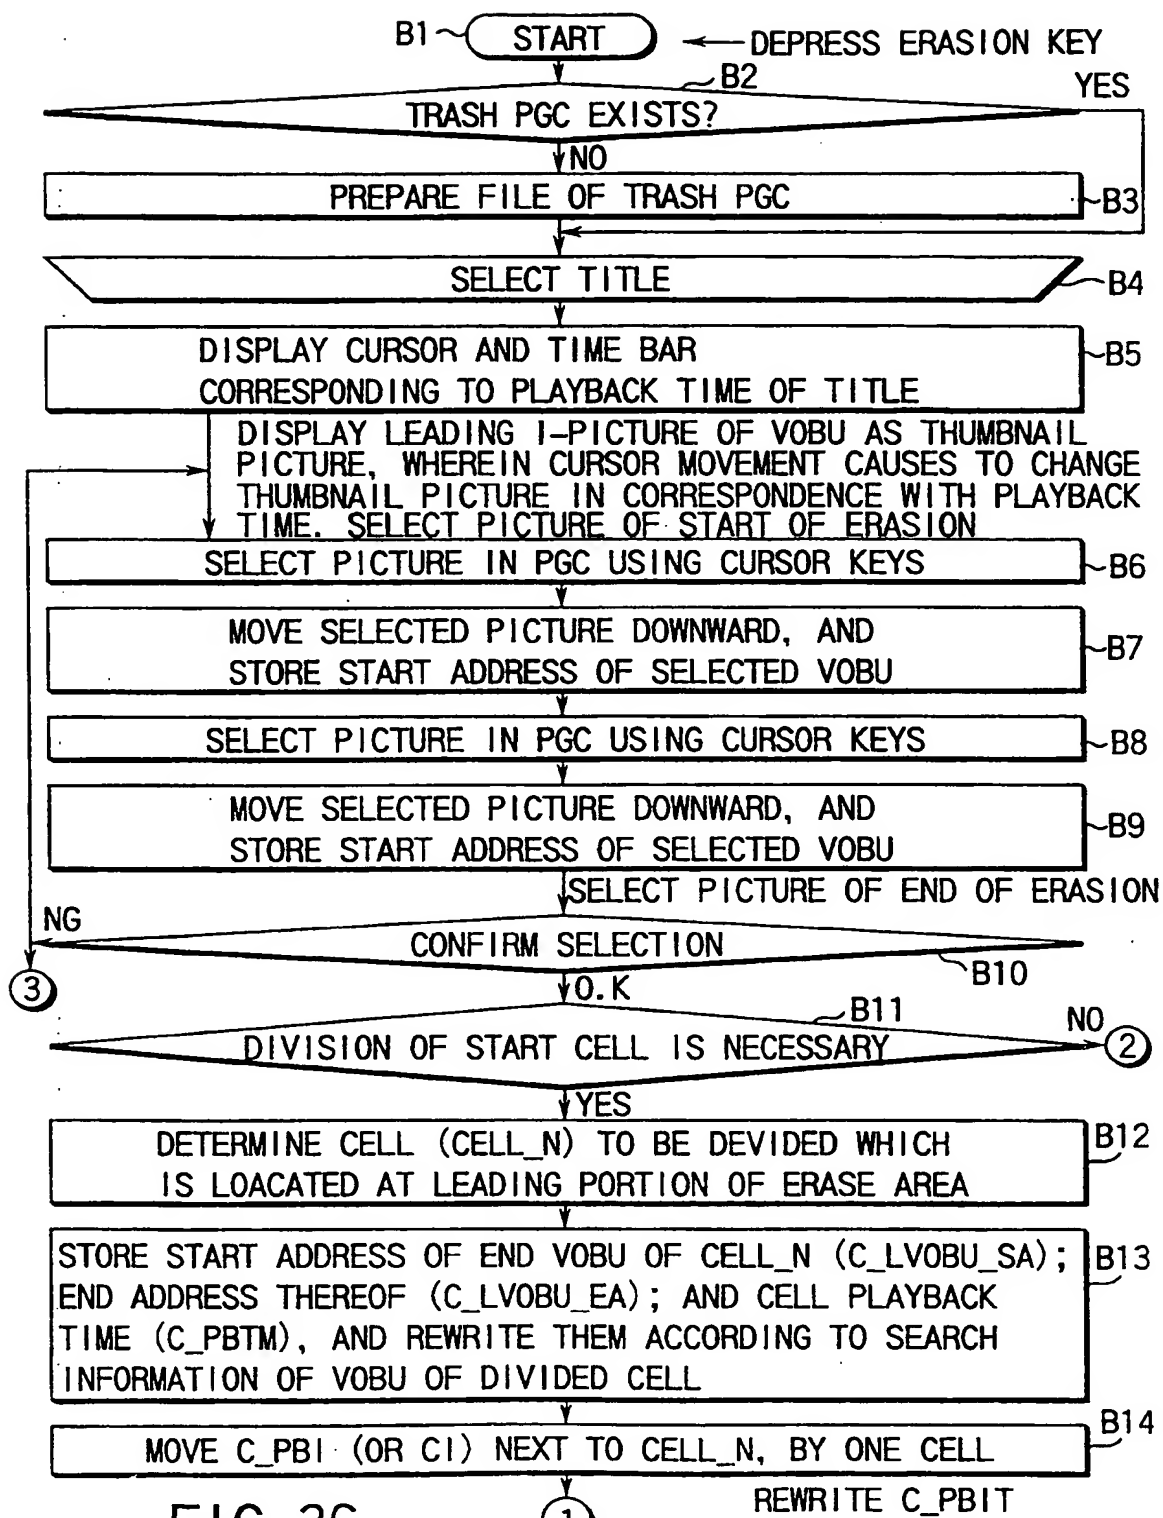 B1
START
DEPRESS ERASION KEY
B2
YES
TRASH PGC EXISTS?
NO
PREPARE FILE OF TRASH PGC
B3
SELECT TITLE
B4
DISPLAY CURSOR AND TIME BAR
CORRESPONDING TO PLAYBACK TIME OF TITLE
B5
DISPLAY LEADING I-PICTURE OF VOBU AS THUMBNAIL
PICTURE, WHEREIN CURSOR MOVEMENT CAUSES TO CHANGE
THUMBNAIL PICTURE IN CORRESPONDENCE WITH PLAYBACK
TIME. SELECT PICTURE OF START OF ERASION
SELECT PICTURE IN PGC USING CURSOR KEYS
B6
MOVE SELECTED PICTURE DOWNWARD, AND
STORE START ADDRESS OF SELECTED VOBU
B7
SELECT PICTURE IN PGC USING CURSOR KEYS
B8
MOVE SELECTED PICTURE DOWNWARD, AND
STORE START ADDRESS OF SELECTED VOBU
B9
SELECT PICTURE OF END OF ERASION
NG
CONFIRM SELECTION
B10
3
O.K
B11
NO
DIVISION OF START CELL IS NECESSARY
2
YES
DETERMINE CELL (CELL_N) TO BE DEVIDED WHICH
IS LOACATED AT LEADING PORTION OF ERASE AREA
B12
STORE START ADDRESS OF END VOBU OF CELL_N (C_LVOBU_SA);
END ADDRESS THEREOF (C_LVOBU_EA); AND CELL PLAYBACK
TIME (C_PBTM), AND REWRITE THEM ACCORDING TO SEARCH
INFORMATION OF VOBU OF DIVIDED CELL
B13
MOVE C_PBI (OR CI) NEXT TO CELL_N, BY ONE CELL
B14
REWRITE C_PBIT
1